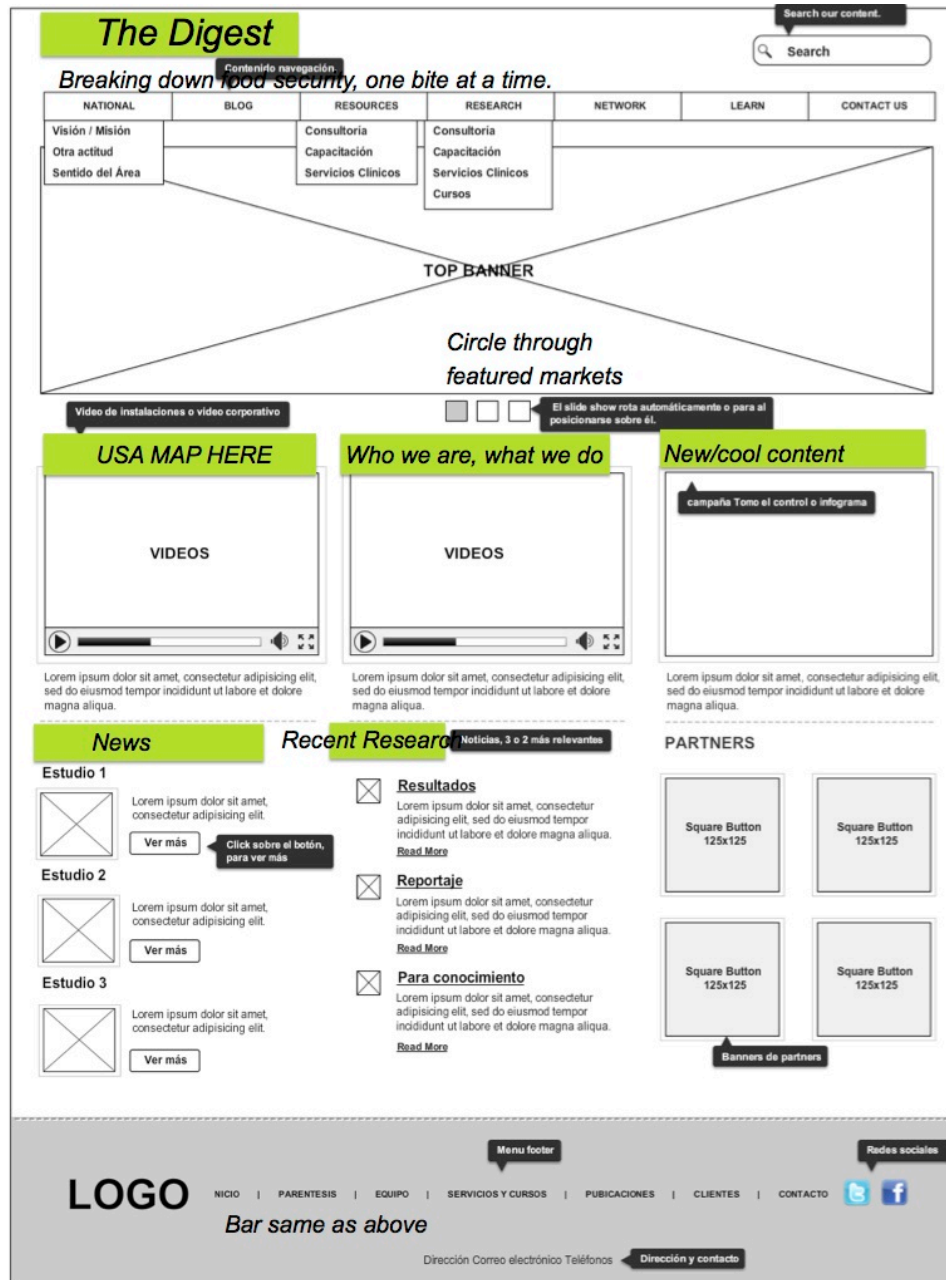 Search our content.
The Digest
Search
Contenido navegación
Breaking down food security, one bite at a time.
NATIONAL BLOG RESOURCES RESEARCH NETWORK LEARN CONTACT US
Visión / Misión
Otra actitud
Sentido del Área
Consultoría
Capacitación
Servicios Clínicos
Consultoría
Capacitación
Servicios Clínicos
Cursos
TOP BANNER
Circle through
featured markets
Video de instalaciones o video corporativo
El slide show rota automáticamente o para al
posicionarse sobre él.
USA MAP HERE
VIDEOS
Lorem ipsum dolor sit amet, consectetur adipisicing elit,
sed do eiusmod tempor incididunt ut labore et dolore
magna aliqua.
Who we are, what we do
VIDEOS
Lorem ipsum dolor sit amet, consectetur adipisicing elit,
sed do eiusmod tempor incididunt ut labore et dolore
magna aliqua.
New/cool content
campaña Tomo el control o infograma
Lorem ipsum dolor sit amet, consectetur adipisicing elit,
sed do eiusmod tempor incididunt ut labore et dolore
magna aliqua.
News
Estudio 1
Lorem ipsum dolor sit amet,
consectetur adipisicing elit.
Ver más
Click sobre el botón,
para ver más
Estudio 2
Lorem ipsum dolor sit amet,
consectetur adipisicing elit.
Ver más
Estudio 3
Lorem ipsum dolor sit amet,
consectetur adipisicing elit.
Ver más
Recent Research
Noticias, 3 o 2 más relevantes
Resultados
Lorem ipsum dolor sit amet, consectetur
adipisicing elit, sed do eiusmod tempor
incididunt ut labore et dolore magna aliqua.
Read More
Reportaje
Lorem ipsum dolor sit amet, consectetur
adipisicing elit, sed do eiusmod tempor
incididunt ut labore et dolore magna aliqua.
Read More
Para conocimiento
Lorem ipsum dolor sit amet, consectetur
adipisicing elit, sed do eiusmod tempor
incididunt ut labore et dolore magna aliqua.
Read More
PARTNERS
Square Button
125x125
Square Button
125x125
Square Button
125x125
Square Button
125x125
Banners de partners
Menu footer
Redes sociales
LOGO
NICIO | PARENTESIS | EQUIPO | SERVICIOS Y CURSOS | PUBICACIONES | CLIENTES | CONTACTO
Bar same as above
Dirección Correo electrónico Teléfonos
Dirección y contacto